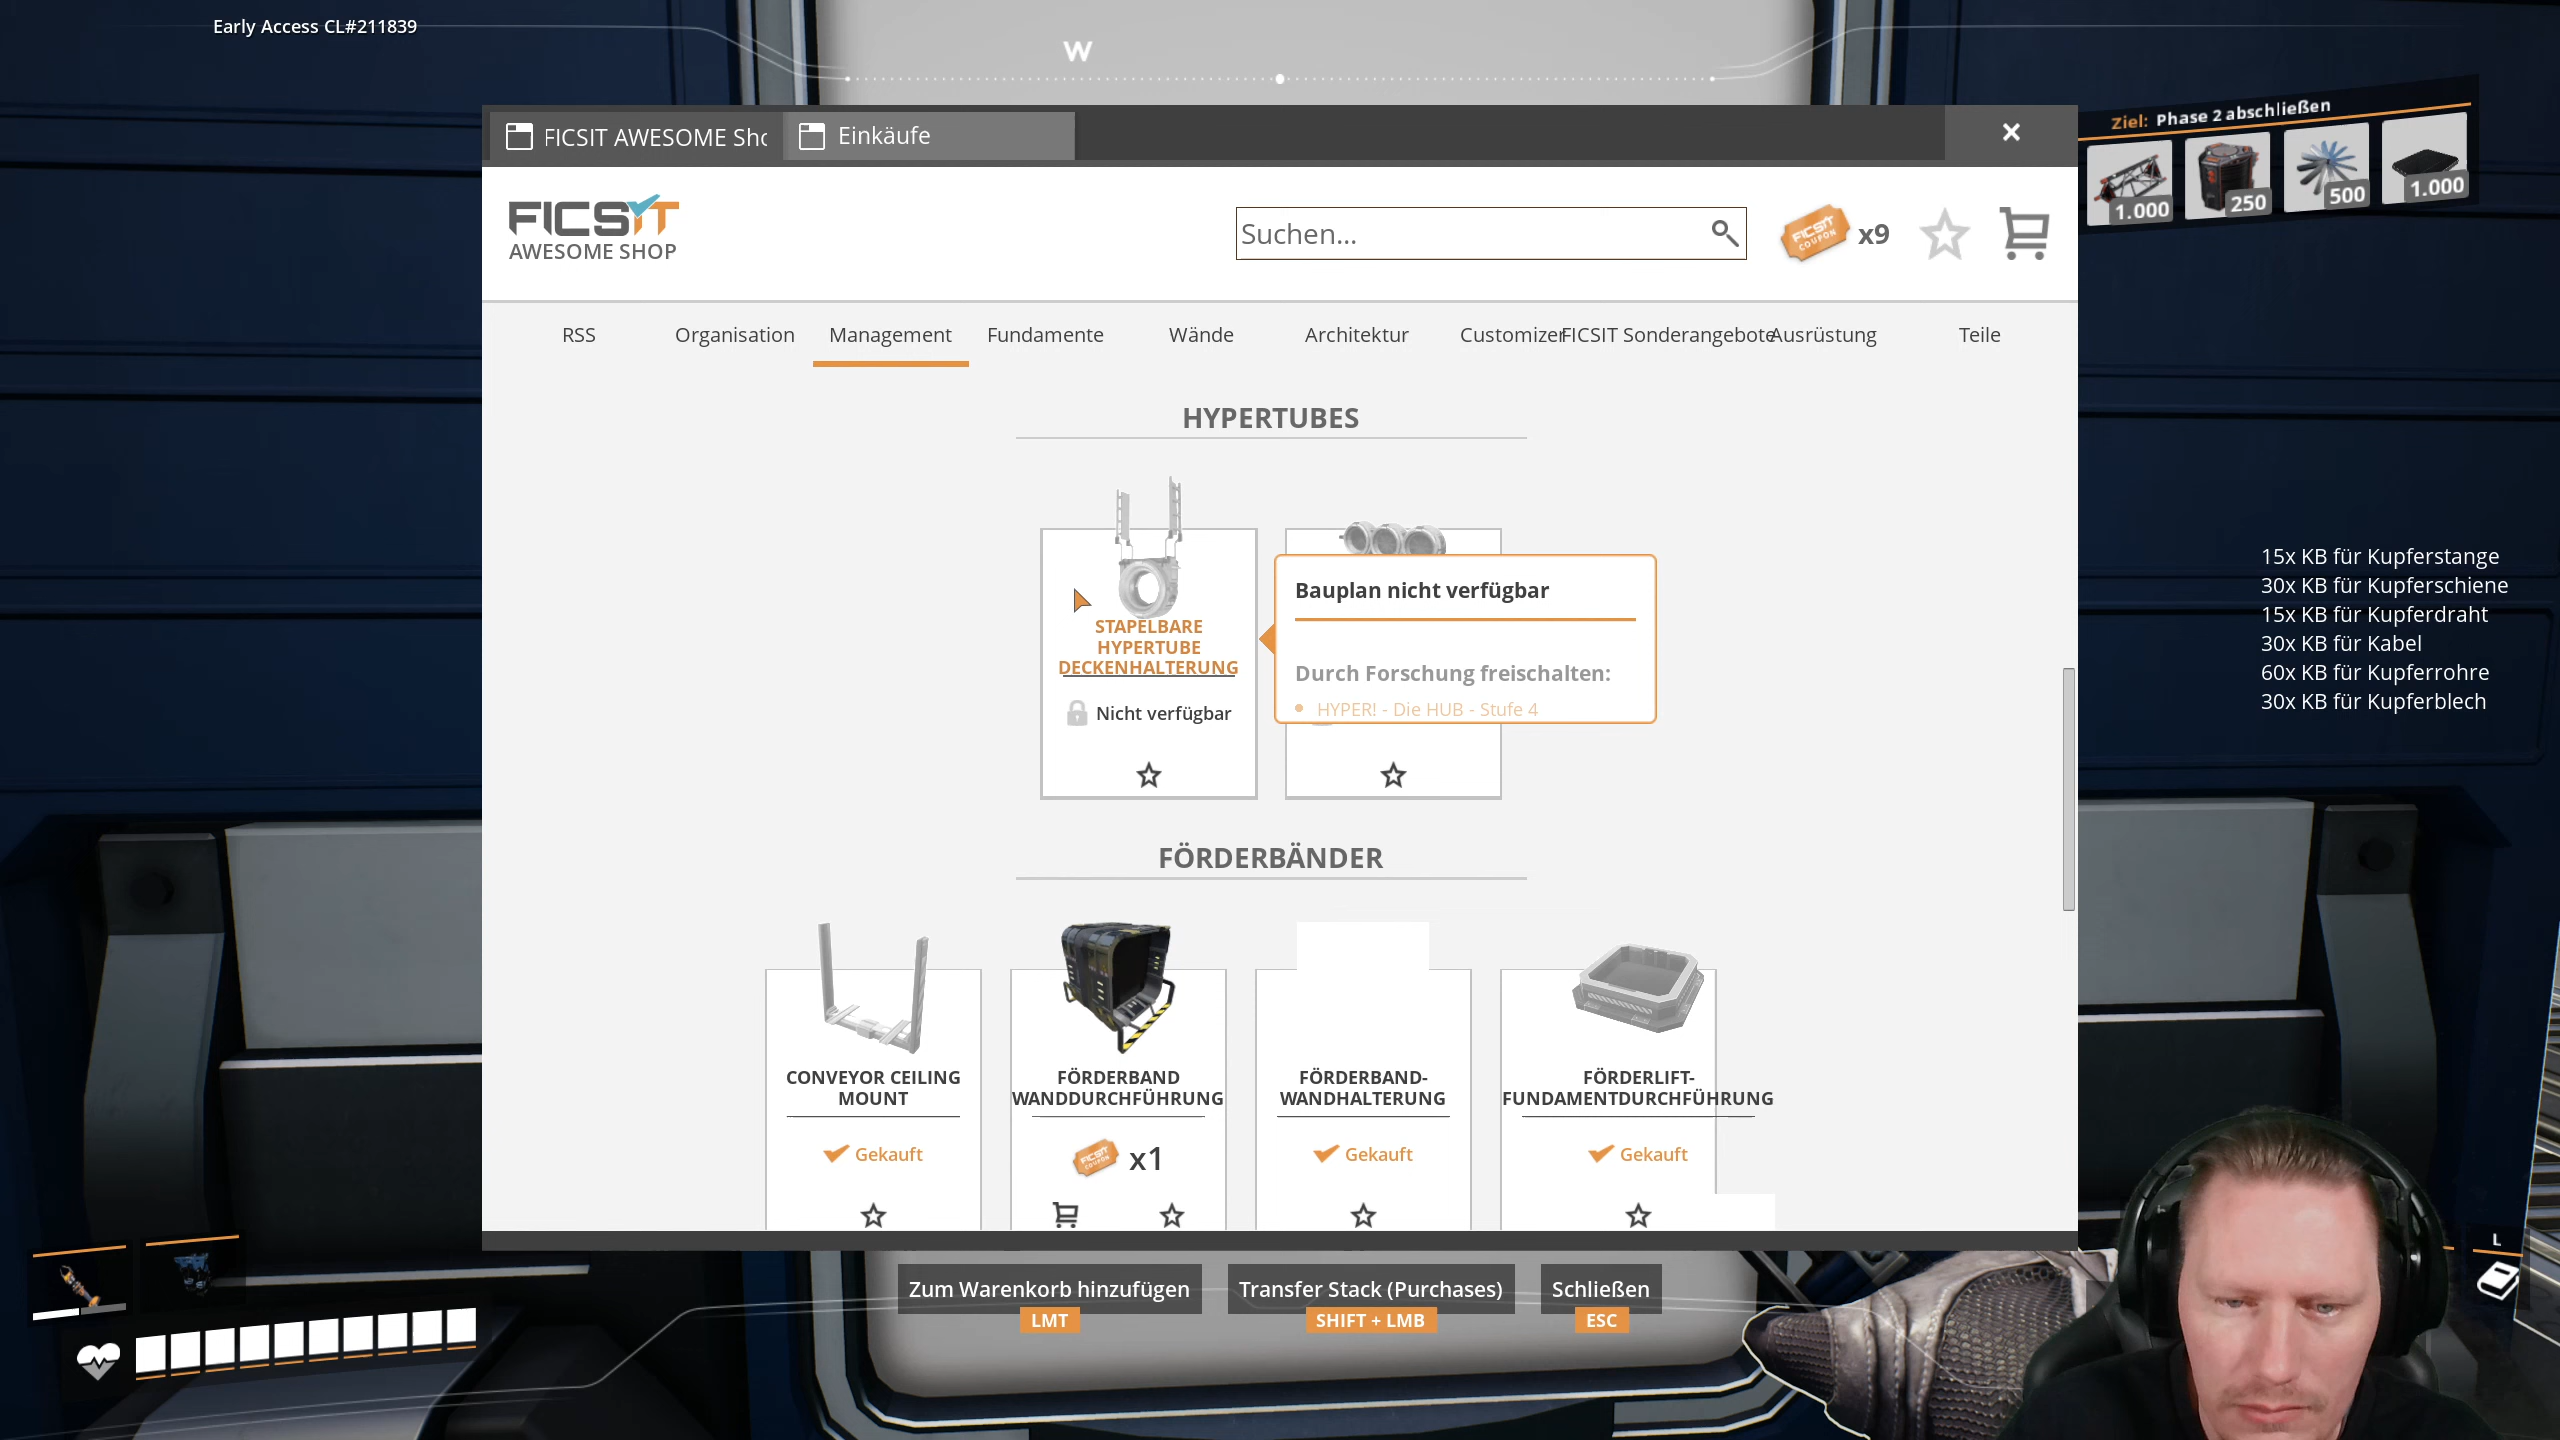 Early Access CL#211839
W
FICSIT AWESOME Sho
Einkäufe
Ziel: Phase 2 abschließen
1.000
250
500
1.000
FICSIT
AWESOME SHOP
Suchen...
FICSIT
COUPON
x9
RSS
Organisation
Management
Fundamente
Wände
Architektur
Customizer
FICSIT Sonderangebote
Ausrüstung
Teile
HYPERTUBES
STAPELBARE
HYPERTUBE
DECKENHALTERUNG
Nicht verfügbar
Bauplan nicht verfügbar
Durch Forschung freischalten:
HYPER! - Die HUB - Stufe 4
15x KB für Kupferstange
30x KB für Kupferschiene
15x KB für Kupferdraht
30x KB für Kabel
60x KB für Kupferrohre
30x KB für Kupferblech
FÖRDERBÄNDER
CONVEYOR CEILING
MOUNT
Gekauft
FÖRDERBAND
WANDDURCHFÜHRUNG
FICSIT
COUPON
x1
FÖRDERBAND-
WANDHALTERUNG
Gekauft
FÖRDERLIFT-
FUNDAMENTDURCHFÜHRUNG
Gekauft
Zum Warenkorb hinzufügen
LMT
Transfer Stack (Purchases)
SHIFT + LMB
Schließen
ESC
L